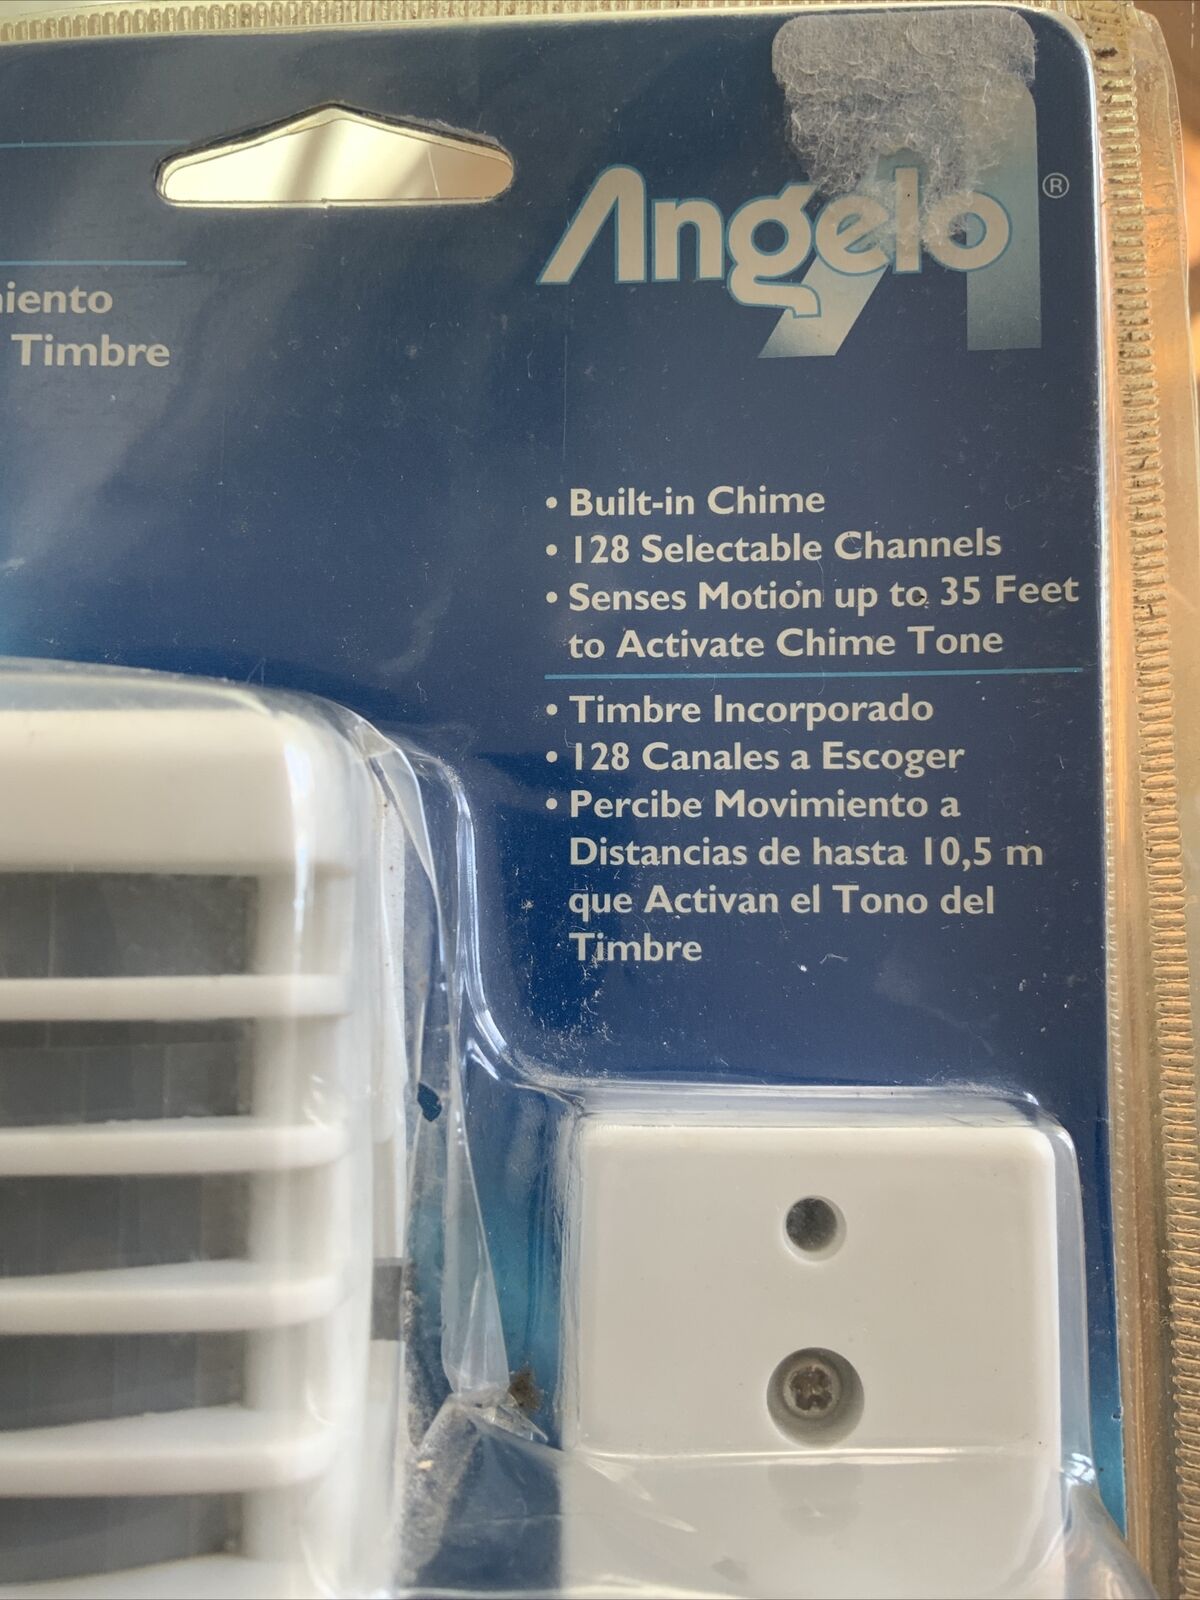 Angelo®
Timbre
• Built-in Chime
• 128 Selectable Channels
• Senses Motion up to 35 Feet
to Activate Chime Tone
• Timbre Incorporado
• 128 Canales a Escoger
• Percibe Movimiento a
Distancias de hasta 10,5 m
que Activan el Tono del
Timbre